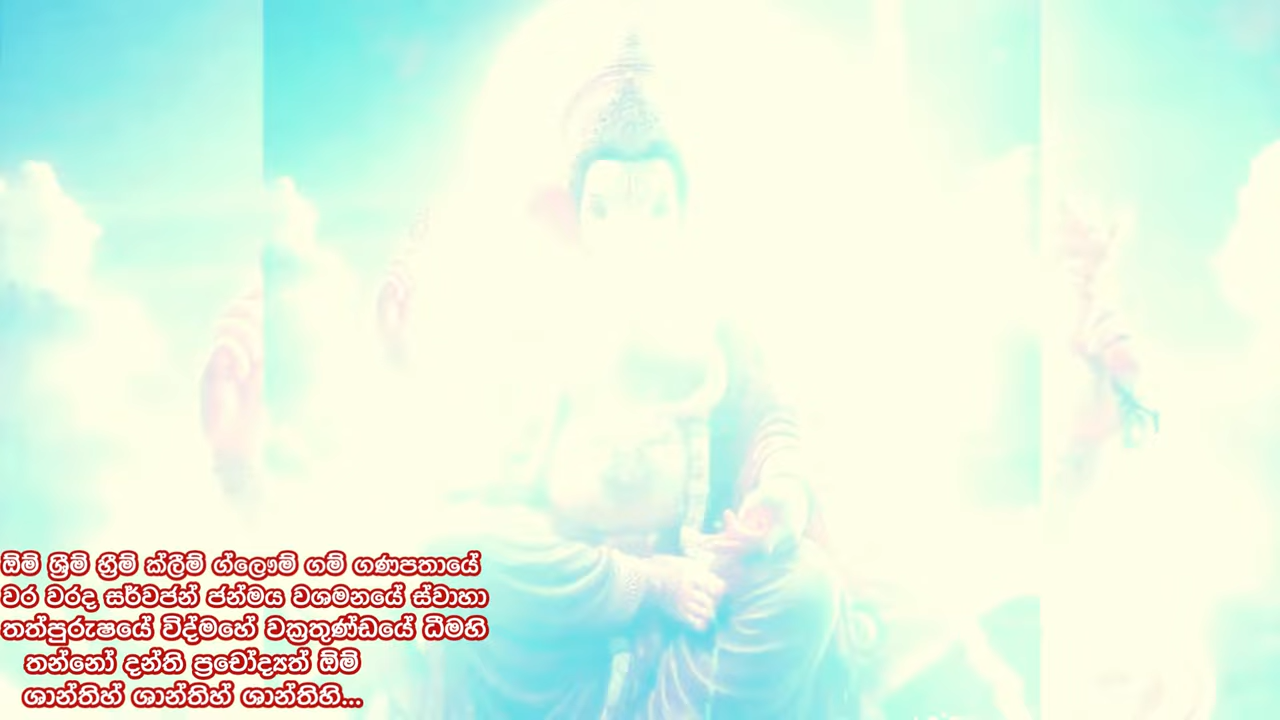 ඕම් ශ්‍රීම් හ්‍රීම් ක්ලීම් ග්ලෞම් ගම් ගණපතායේ
වර වරද සර්වජන් ජන්මය වශමනයේ ස්වාහා
තත්පුරුෂයේ විද්මහේ වක්‍රතුණ්ඩයේ ධීමහි
තන්නෝ දන්ති ප්‍රචෝද්‍යත් ඕම්
ශාන්තිහ් ශාන්තිහ් ශාන්තිහි...